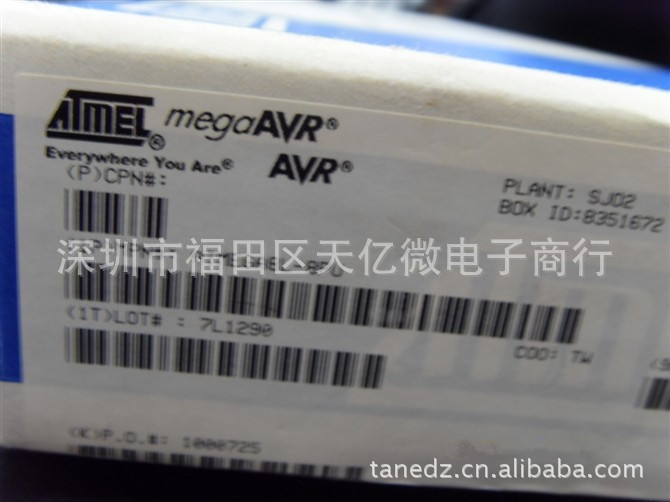 ATMEL® megaAVR®
Everywhere You Are® AVR®
(P)CPN#:
PLANT: SJD2
BOX ID:8351672
深圳市福田区天亿微电子商行
(1T)LOT# : 7L1290
COO: TW
(K)P.O.#: 1000725
tanedz.cn.alibaba.com